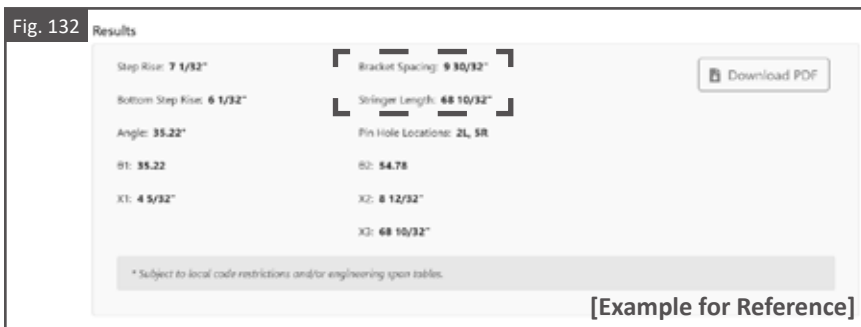 Fig. 132
Results
Step Rise: 7 1/32"
Bracket Spacing: 9 30/32"
Download PDF
Bottom Step Rise: 6 1/32"
Stringer Length: 68 10/32"
Angle: 35.22°
Pin Hole Locations: 2L, 5R
θ1: 35.22
θ2: 54.78
X1: 4 5/32"
X2: 8 12/32"
X3: 68 10/32"
* Subject to local code restrictions and/or engineering span tables.
[Example for Reference]